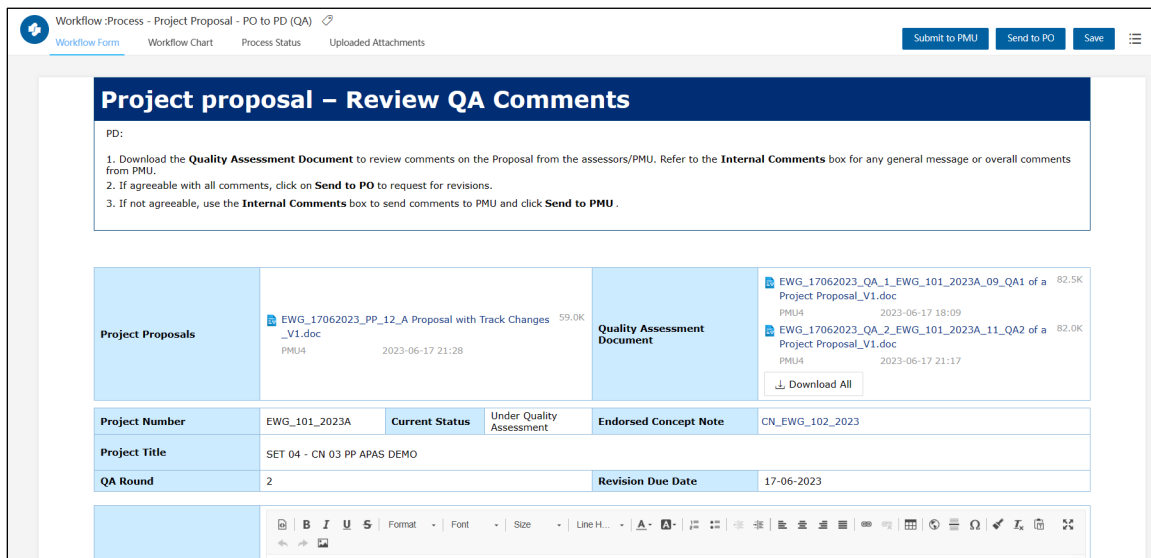 Workflow :Process - Project Proposal - PO to PD (QA)
Workflow Form Workflow Chart Process Status Uploaded Attachments
Submit to PMU Send to PO Save
Project proposal – Review QA Comments
PD:
1. Download the Quality Assessment Document to review comments on the Proposal from the assessors/PMU. Refer to the Internal Comments box for any general message or overall comments
from PMU.
2. If agreeable with all comments, click on Send to PO to request for revisions.
3. If not agreeable, use the Internal Comments box to send comments to PMU and click Send to PMU .
Project Proposals
EWG_17062023_PP_12_A Proposal with Track Changes 59.0K
_V1.doc
PMU4 2023-06-17 21:28
Quality Assessment
Document
EWG_17062023_QA_1_EWG_101_2023A_09_QA1 of a 82.5K
Project Proposal_V1.doc
PMU4 2023-06-17 18:09
EWG_17062023_QA_2_EWG_101_2023A_11_QA2 of a 82.0K
Project Proposal_V1.doc
PMU4 2023-06-17 21:17
Download All
Project Number EWG_101_2023A Current Status Under Quality
Assessment
Endorsed Concept Note CN_EWG_102_2023
Project Title SET 04 - CN 03 PP APAS DEMO
QA Round 2 Revision Due Date 17-06-2023
B I U S Format Font Size Line H... A A Ω Ix